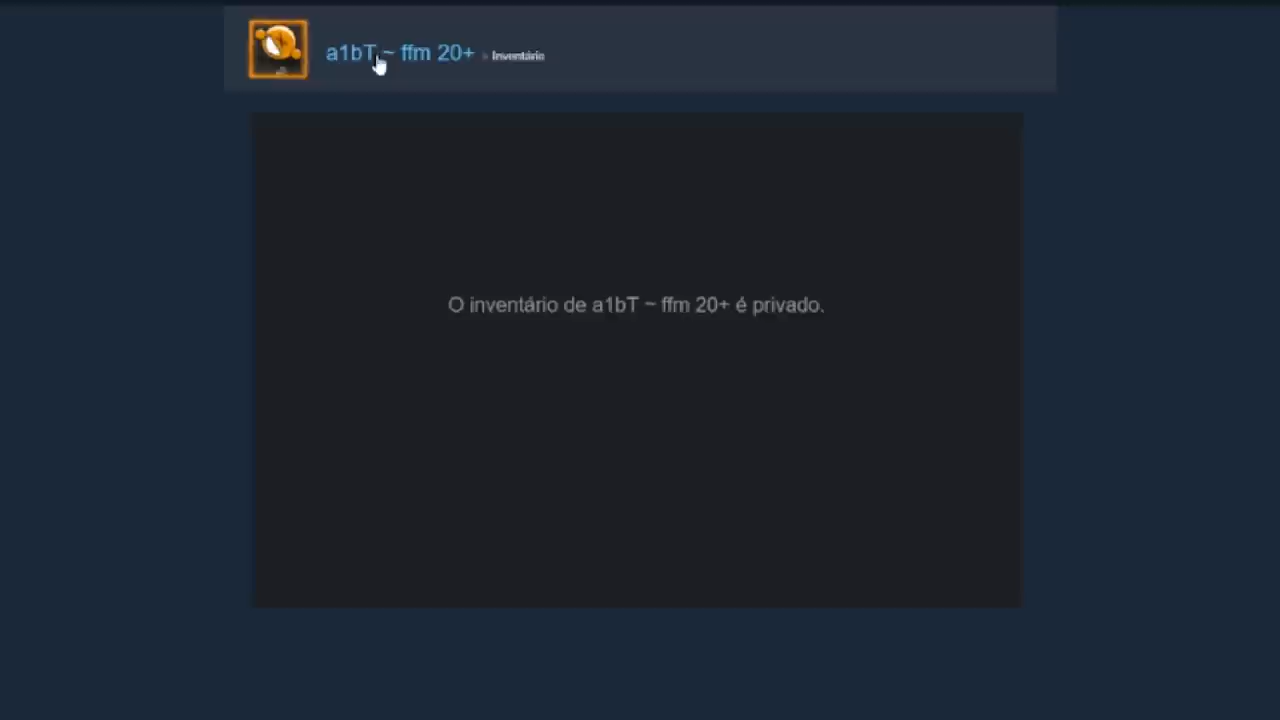 a1bT ~ ffm 20+ » Inventário
O inventário de a1bT ~ ffm 20+ é privado.